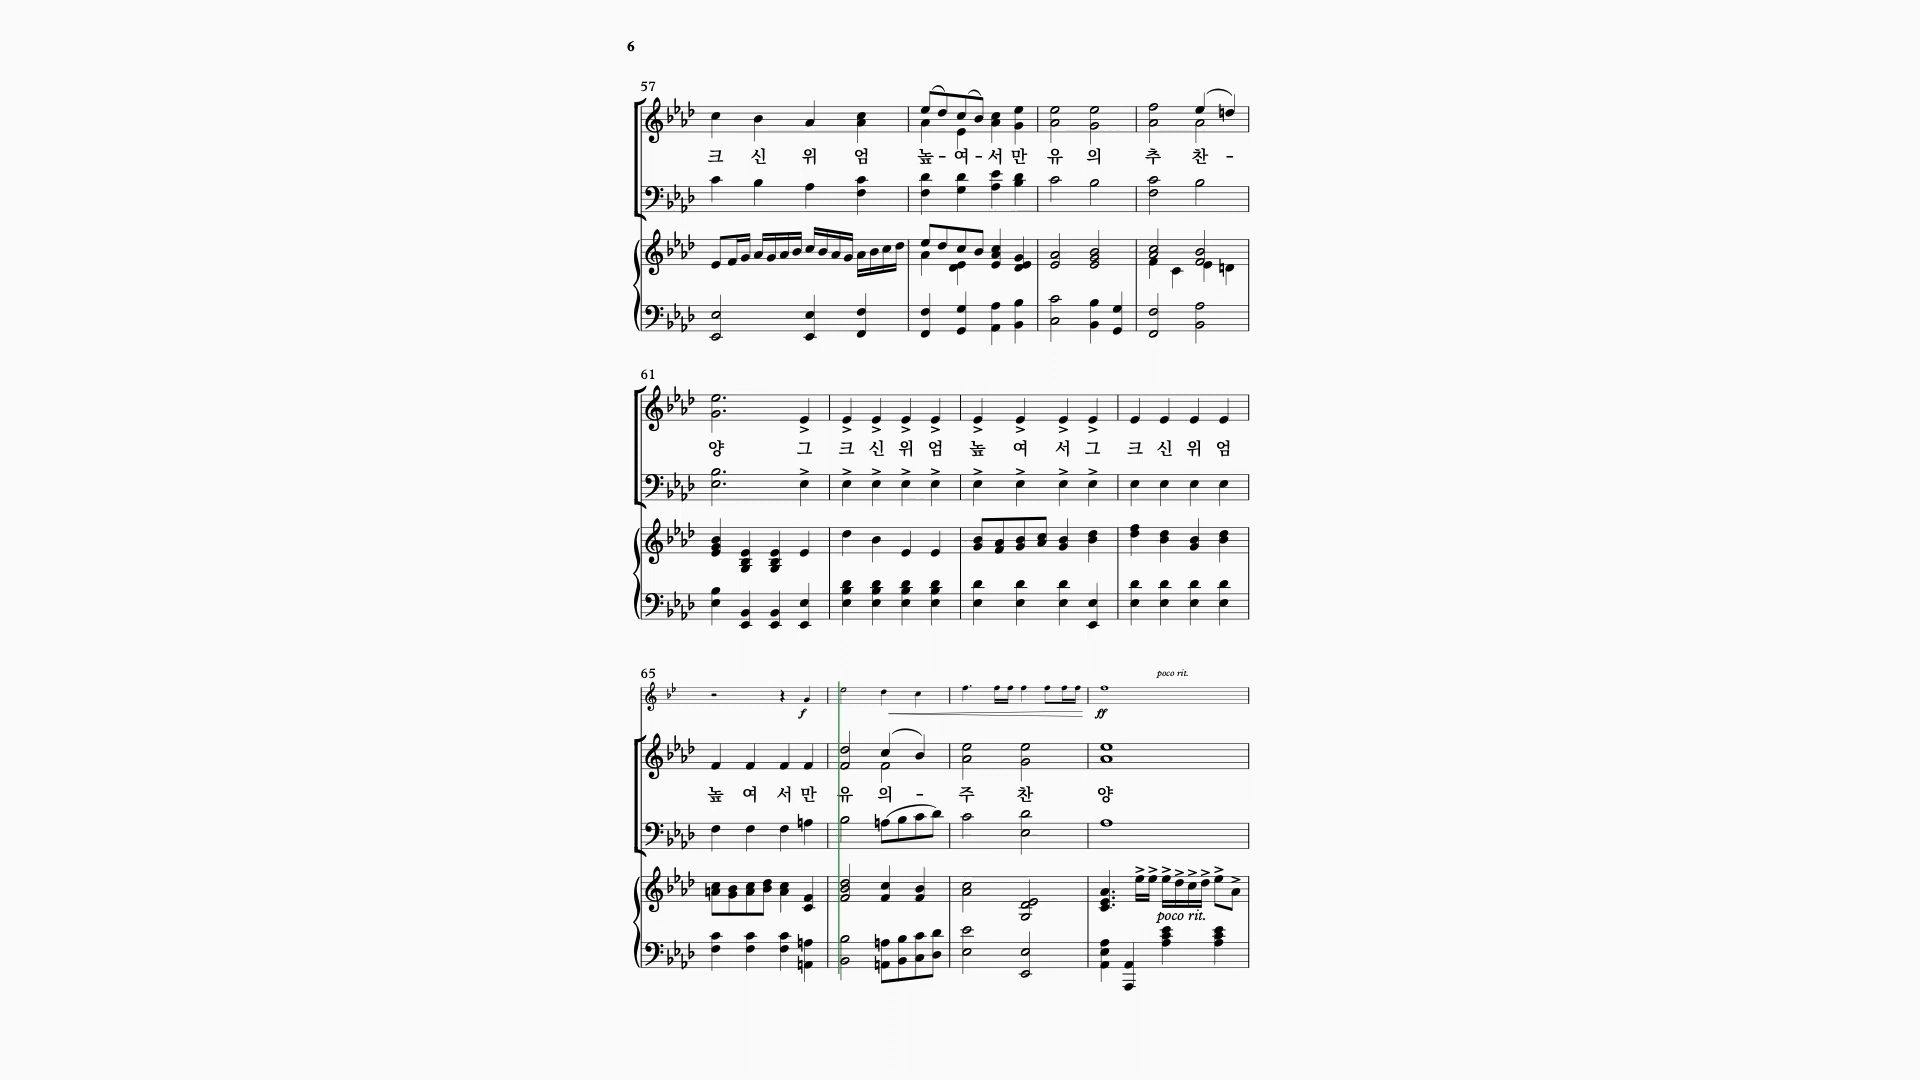 6
57
크 신 위 엄 높 - 여 - 서 만 유 의 추 찬 -
61
양 그 크 신 위 엄 높 여 서 그 크 신 위 엄
65
poco rit.
f ff
높 여 서 만 유 의 - 주 찬 양
poco rit.